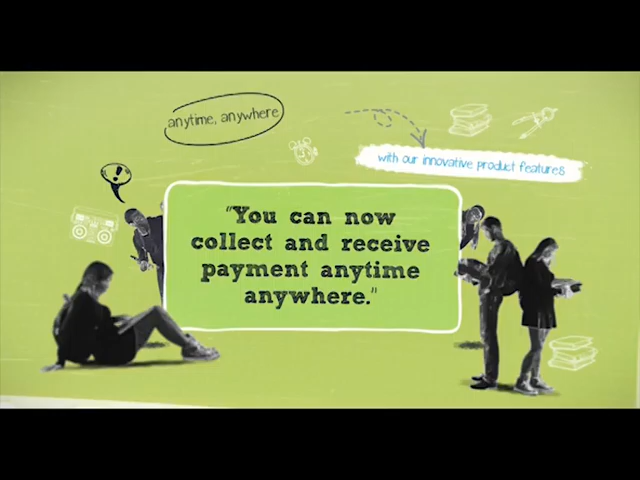 anytime, anywhere
with our innovative product features
!
"You can now
collect and receive
payment anytime
anywhere."